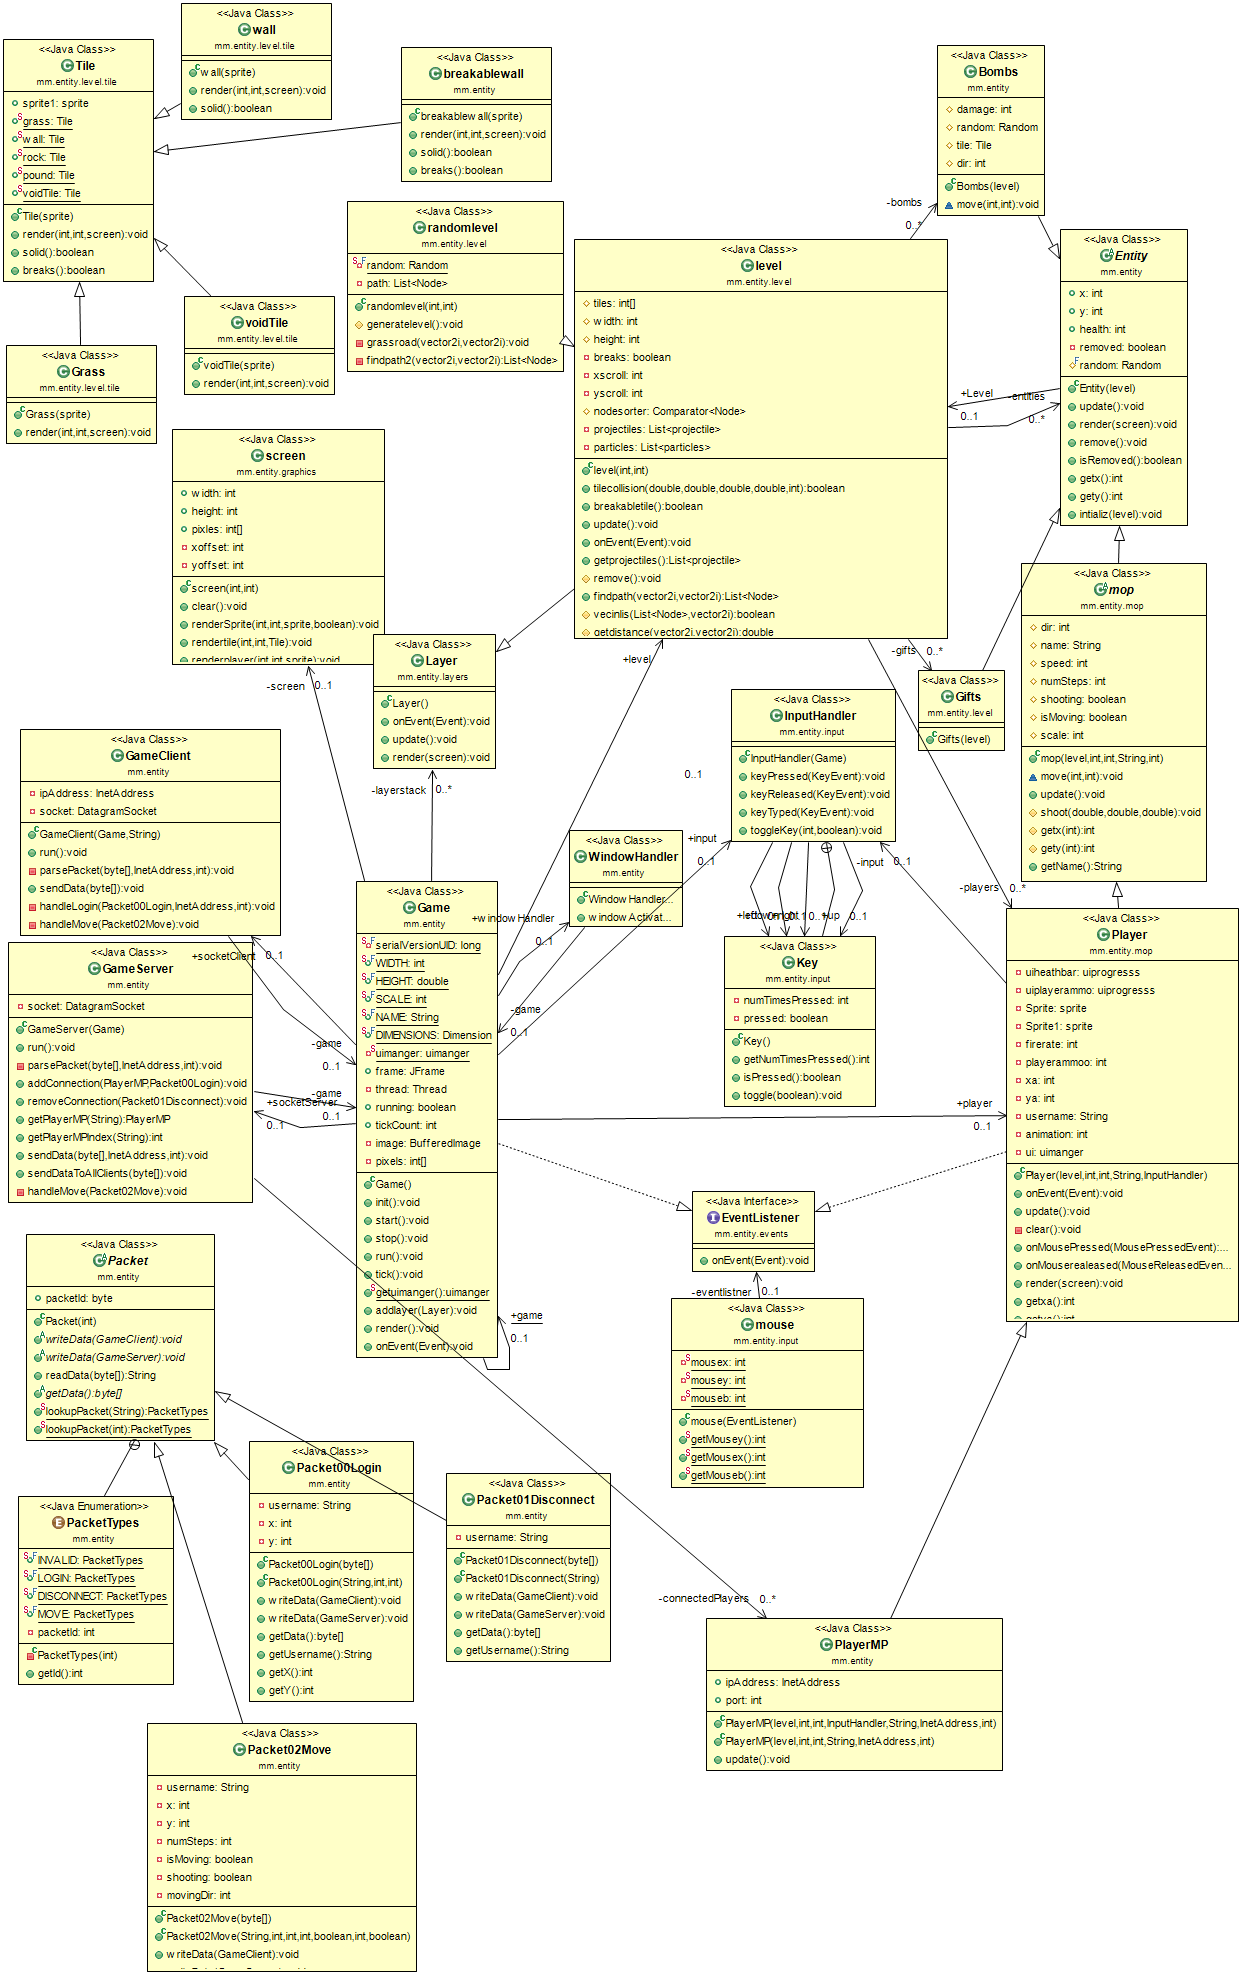 <<Java Class>>
wall
mm.entity.level.tile
wall(sprite)
render(int,int,screen):void
solid():boolean
<<Java Class>>
Tile
mm.entity.level.tile
sprite1: sprite
grass: Tile
wall: Tile
rock: Tile
pound: Tile
voidTile: Tile
Tile(sprite)
render(int,int,screen):void
solid():boolean
breaks():boolean
<<Java Class>>
breakablewall
mm.entity
breakablewall(sprite)
render(int,int,screen):void
solid():boolean
breaks():boolean
<<Java Class>>
Bombs
mm.entity
damage: int
random: Random
tile: Tile
dir: int
Bombs(level)
move(int,int):void
-bombs
0..*
<<Java Class>>
randomlevel
mm.entity.level
random: Random
path: List<Node>
randomlevel(int,int)
generatelevel():void
grassroad(vector2i,vector2i):void
findpath2(vector2i,vector2i):List<Node>
<<Java Class>>
level
mm.entity.level
tiles: int[]
width: int
height: int
breaks: boolean
xscroll: int
yscroll: int
nodesorter: Comparator<Node>
projectiles: List<projectile>
particles: List<particles>
level(int,int)
tilecollision(double,double,double,double,int):boolean
breakabletile():boolean
update():void
onEvent(Event):void
getprojectiles():List<projectile>
remove():void
findpath(vector2i,vector2i):List<Node>
vecinlis(List<Node>,vector2i):boolean
getdistance(vector2i,vector2i):double
<<Java Class>>
Entity
mm.entity
x: int
y: int
health: int
removed: boolean
random: Random
Entity(level)
update():void
render(screen):void
remove():void
isRemoved():boolean
getx():int
gety():int
intializ(level):void
+Level
0..1
-entities
0..*
<<Java Class>>
voidTile
mm.entity.level.tile
voidTile(sprite)
render(int,int,screen):void
<<Java Class>>
Grass
mm.entity.level.tile
Grass(sprite)
render(int,int,screen):void
<<Java Class>>
screen
mm.entity.graphics
width: int
height: int
pixles: int[]
xoffset: int
yoffset: int
screen(int,int)
clear():void
renderSprite(int,int,sprite,boolean):void
rendertile(int,int,Tile):void
renderplayer(int,int,sprite):void
-screen
0..1
<<Java Class>>
Layer
mm.entity.layers
Layer()
onEvent(Event):void
update():void
render(screen):void
-layerstack
0..*
+level
0..1
-gifts
0..*
<<Java Class>>
Gifts
mm.entity.level
Gifts(level)
<<Java Class>>
mop
mm.entity.mop
dir: int
name: String
speed: int
numSteps: int
shooting: boolean
isMoving: boolean
scale: int
mop(level,int,int,String,int)
move(int,int):void
update():void
shoot(double,double,double):void
getx(int):int
gety(int):int
getName():String
<<Java Class>>
InputHandler
mm.entity.input
InputHandler(Game)
keyPressed(KeyEvent):void
keyReleased(KeyEvent):void
keyTyped(KeyEvent):void
toggleKey(int,boolean):void
+input
0..1
-input
0..1
-players
0..*
<<Java Class>>
GameClient
mm.entity
ipAddress: InetAddress
socket: DatagramSocket
GameClient(Game,String)
run():void
parsePacket(byte[],InetAddress,int):void
sendData(byte[]):void
handleLogin(Packet00Login,InetAddress,int):void
handleMove(Packet02Move):void
+socketClient
0..1
<<Java Class>>
WindowHandler
mm.entity
WindowHandler...
windowActivat...
+windowHandler
0..1
-game
0..1
+up
0..1
<<Java Class>>
Key
mm.entity.input
numTimesPressed: int
pressed: boolean
Key()
getNumTimesPressed():int
isPressed():boolean
toggle(boolean):void
<<Java Class>>
GameServer
mm.entity
socket: DatagramSocket
GameServer(Game)
run():void
parsePacket(byte[],InetAddress,int):void
addConnection(PlayerMP,Packet00Login):void
removeConnection(Packet01Disconnect):void
getPlayerMP(String):PlayerMP
getPlayerMPIndex(String):int
sendData(byte[],InetAddress,int):void
sendDataToAllClients(byte[]):void
handleMove(Packet02Move):void
-game
0..1
-game
0..1
+socketServer
0..1
<<Java Class>>
Game
mm.entity
serialVersionUID: long
WIDTH: int
HEIGHT: double
SCALE: int
NAME: String
DIMENSIONS: Dimension
uimanger: uimanger
frame: JFrame
thread: Thread
running: boolean
tickCount: int
image: BufferedImage
pixels: int[]
Game()
init():void
start():void
stop():void
run():void
tick():void
getuimanger():uimanger
addlayer(Layer):void
render():void
onEvent(Event):void
+game
0..1
+player
0..1
<<Java Class>>
Player
mm.entity.mop
uiheathbar: uiprogresss
uiplayerammo: uiprogresss
Sprite: sprite
Sprite1: sprite
firerate: int
playerammoo: int
xa: int
ya: int
username: String
animation: int
ui: uimanger
Player(level,int,int,String,InputHandler)
onEvent(Event):void
update():void
clear():void
onMousePressed(MousePressedEvent):...
onMouserealeased(MouseReleasedEven...
render(screen):void
getxa():int
<<Java Interface>>
EventListener
mm.entity.events
onEvent(Event):void
-eventlistner
0..1
<<Java Class>>
mouse
mm.entity.input
mousex: int
mousey: int
mouseb: int
mouse(EventListener)
getMousey():int
getMousex():int
getMouseb():int
<<Java Class>>
Packet
mm.entity
packetId: byte
Packet(int)
writeData(GameClient):void
writeData(GameServer):void
readData(byte[]):String
getData():byte[]
lookupPacket(String):PacketTypes
lookupPacket(int):PacketTypes
<<Java Enumeration>>
PacketTypes
mm.entity
INVALID: PacketTypes
LOGIN: PacketTypes
DISCONNECT: PacketTypes
MOVE: PacketTypes
packetId: int
PacketTypes(int)
getId():int
<<Java Class>>
Packet00Login
mm.entity
username: String
x: int
y: int
Packet00Login(byte[])
Packet00Login(String,int,int)
writeData(GameClient):void
writeData(GameServer):void
getData():byte[]
getUsername():String
getX():int
getY():int
<<Java Class>>
Packet01Disconnect
mm.entity
username: String
Packet01Disconnect(byte[])
Packet01Disconnect(String)
writeData(GameClient):void
writeData(GameServer):void
getData():byte[]
getUsername():String
-connectedPlayers
0..*
<<Java Class>>
PlayerMP
mm.entity
ipAddress: InetAddress
port: int
PlayerMP(level,int,int,InputHandler,String,InetAddress,int)
PlayerMP(level,int,int,String,InetAddress,int)
update():void
<<Java Class>>
Packet02Move
mm.entity
username: String
x: int
y: int
numSteps: int
isMoving: boolean
shooting: boolean
movingDir: int
Packet02Move(byte[])
Packet02Move(String,int,int,int,boolean,int,boolean)
writeData(GameClient):void